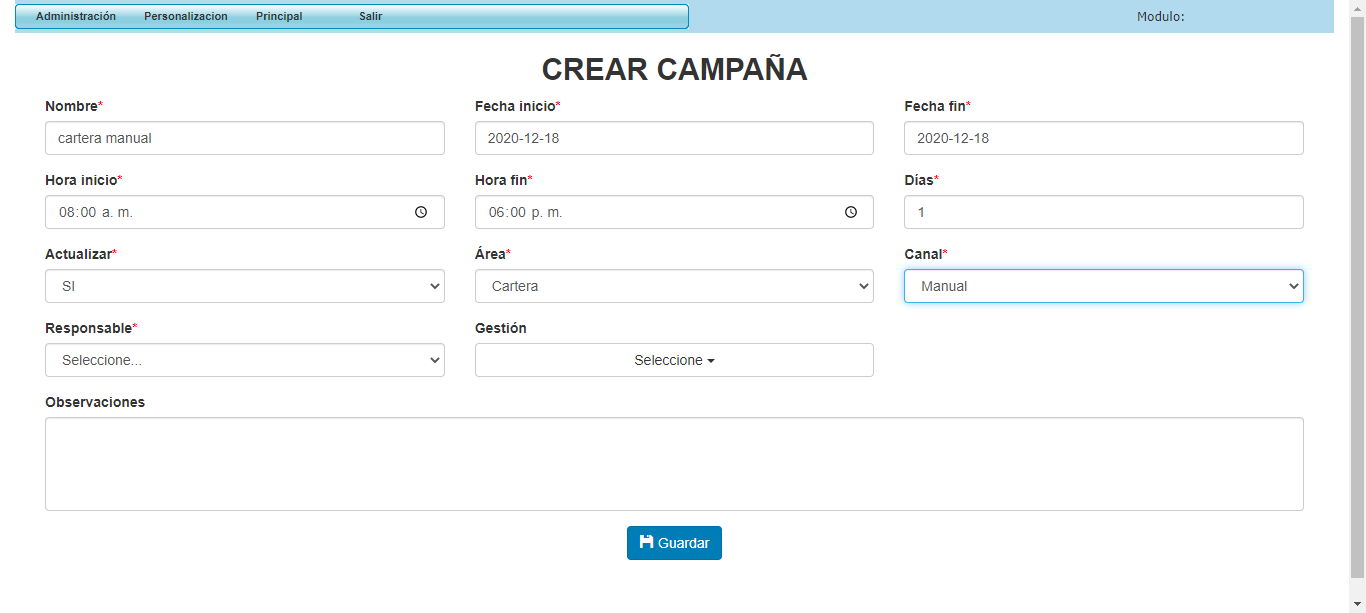 Administración Personalizacion Principal Salir Modulo:
CREAR CAMPAÑA
Nombre* Fecha inicio* Fecha fin*
cartera manual 2020-12-18 2020-12-18
Hora inicio* Hora fin* Días*
08:00 a. m. 06:00 p. m. 1
Actualizar* Área* Canal*
SI Cartera Manual
Responsable* Gestión
Seleccione... Seleccione
Observaciones
Guardar